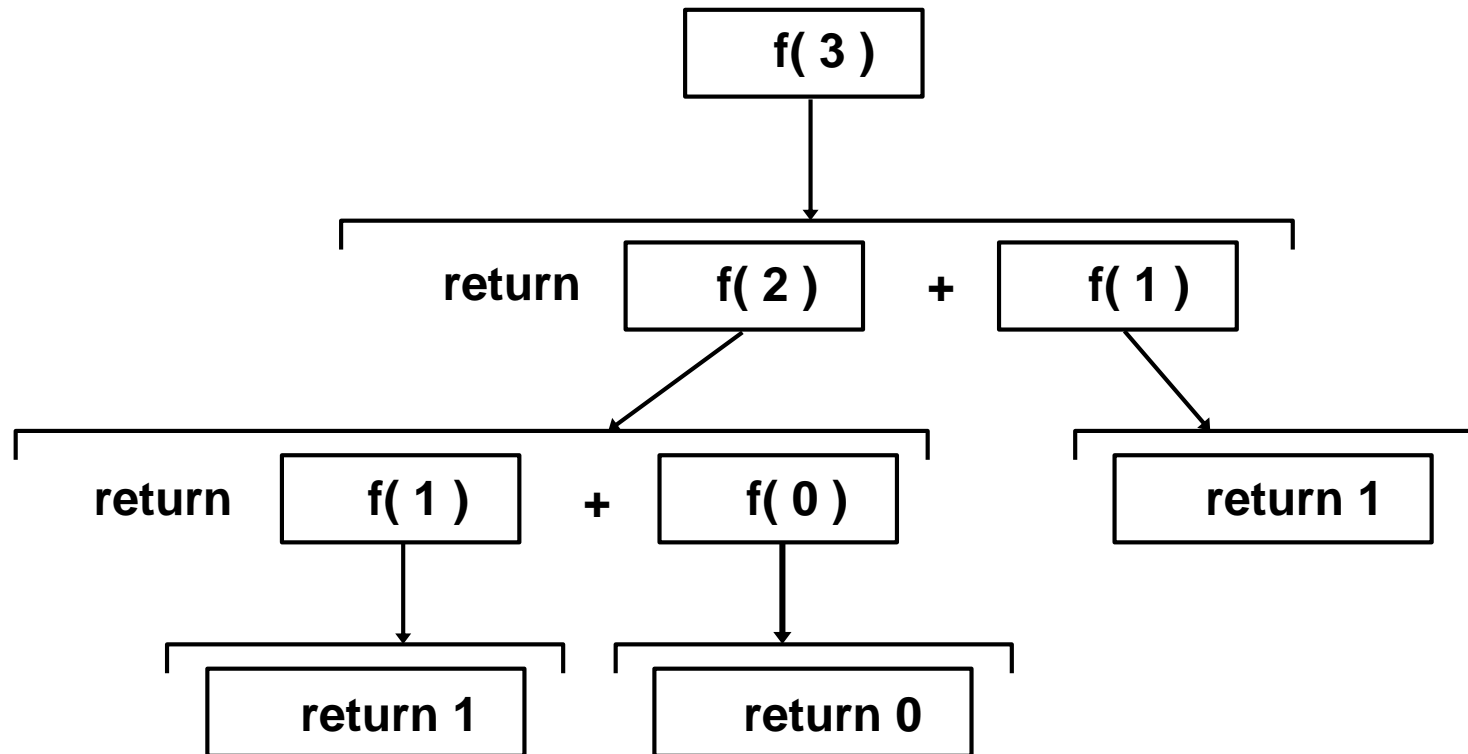 f( 3 )
return f( 2 ) + f( 1 )
return f( 1 ) + f( 0 ) return 1
return 1 return 0